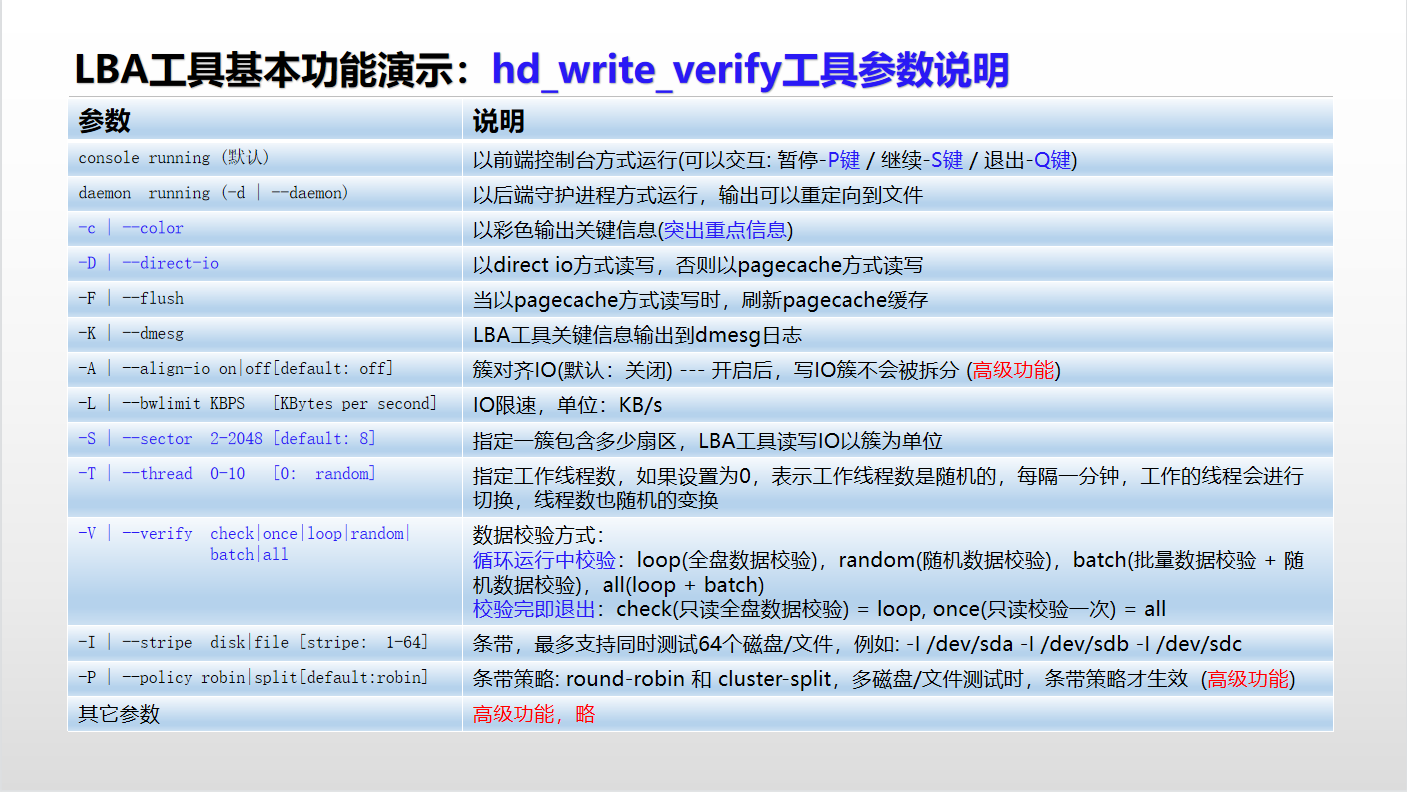 LBA工具基本功能演示：hd_write_verify工具参数说明
参数 说明
console running (默认) 以前端控制台方式运行(可以交互: 暂停-P键 / 继续-S键 / 退出-Q键)
daemon  running (-d | --daemon) 以后端守护进程方式运行，输出可以重定向到文件
-c | --color 以彩色输出关键信息(突出重点信息)
-D | --direct-io 以direct io方式读写，否则以pagecache方式读写
-F | --flush 当以pagecache方式读写时，刷新pagecache缓存
-K | --dmesg LBA工具关键信息输出到dmesg日志
-A | --align-io on|off[default: off] 簇对齐IO(默认：关闭) --- 开启后，写IO簇不会被拆分 (高级功能)
-L | --bwlimit KBPS   [KBytes per second] IO限速，单位：KB/s
-S | --sector  2-2048 [default: 8] 指定一簇包含多少扇区，LBA工具读写IO以簇为单位
-T | --thread  0-10   [0:  random] 指定工作线程数，如果设置为0，表示工作线程数是随机的，每隔一分钟，工作的线程会进行
切换，线程数也随机的变换
-V | --verify  check|once|loop|random|
batch|all
数据校验方式：
循环运行中校验：loop(全盘数据校验)，random(随机数据校验)，batch(批量数据校验 + 随
机数据校验)，all(loop + batch)
校验完即退出：check(只读全盘数据校验) = loop, once(只读校验一次) = all
-I | --stripe  disk|file [stripe:  1-64] 条带，最多支持同时测试64个磁盘/文件，例如: -I /dev/sda -I /dev/sdb -I /dev/sdc
-P | --policy robin|split[default:robin] 条带策略: round-robin 和 cluster-split，多磁盘/文件测试时，条带策略才生效 (高级功能)
其它参数 高级功能，略